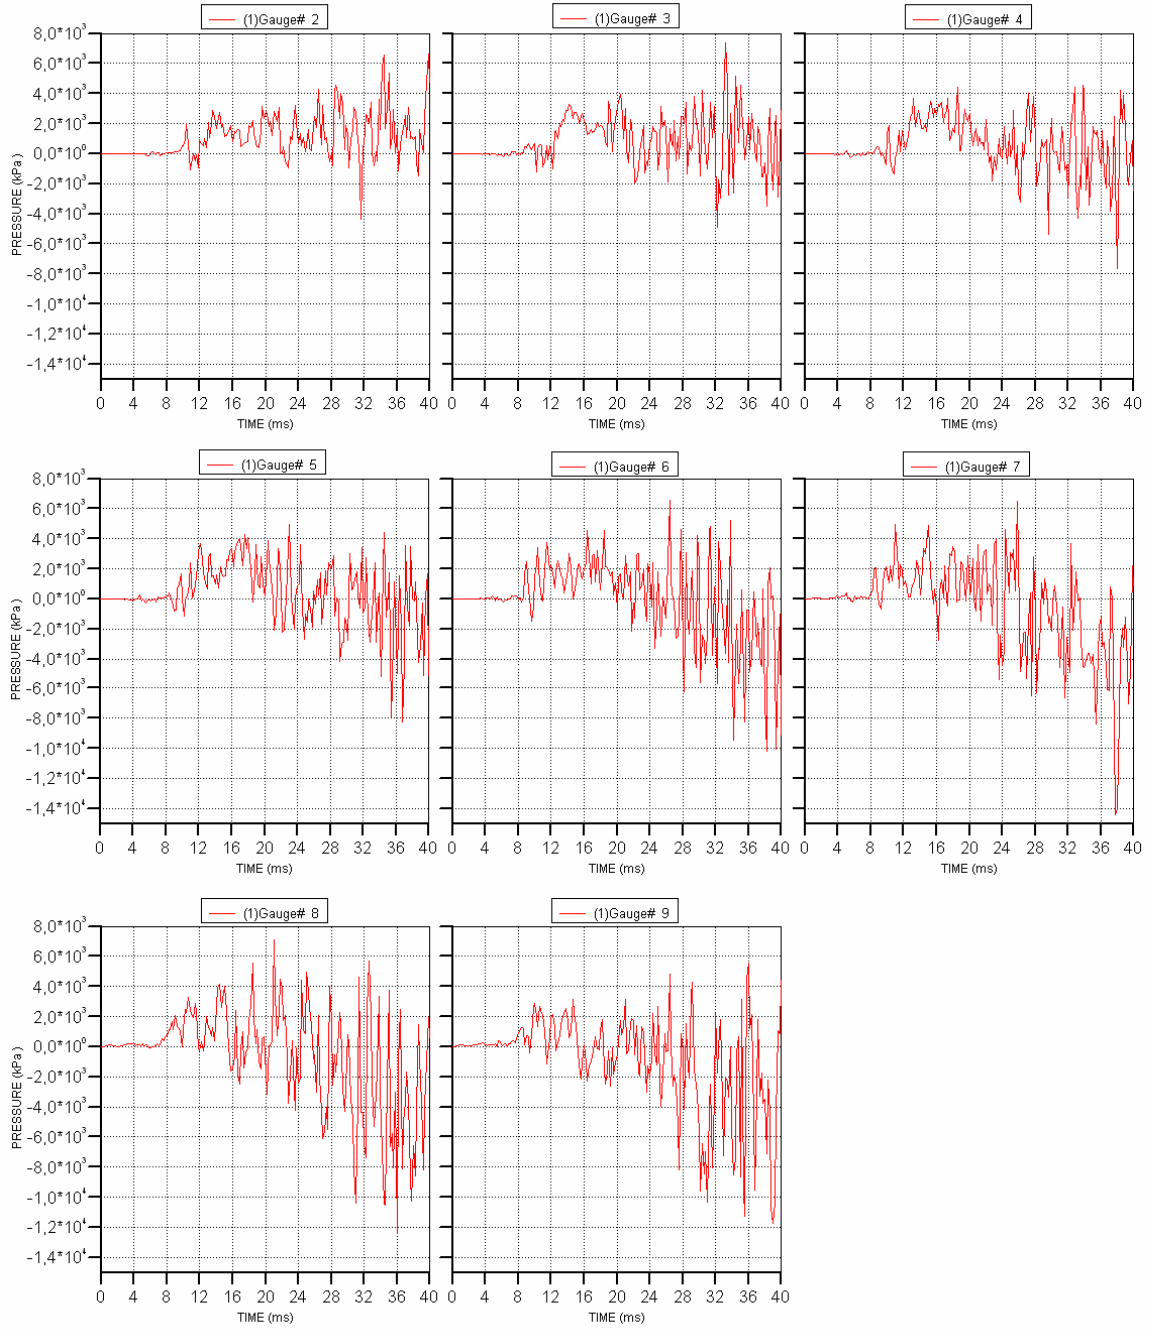 (1)Gauge# 2
(1)Gauge# 3
(1)Gauge# 4
8,0*10³
6,0*10³
4,0*10³
2,0*10³
0,0*10⁰
-2,0*10³
-4,0*10³
-6,0*10³
-8,0*10³
-1,0*10⁴
-1,2*10⁴
-1,4*10⁴
PRESSURE (kPa)
0 4 8 12 16 20 24 28 32 36 40
0 4 8 12 16 20 24 28 32 36 40
0 4 8 12 16 20 24 28 32 36 40
TIME (ms)
TIME (ms)
TIME (ms)
(1)Gauge# 5
(1)Gauge# 6
(1)Gauge# 7
8,0*10³
6,0*10³
4,0*10³
2,0*10³
0,0*10⁰
-2,0*10³
-4,0*10³
-6,0*10³
-8,0*10³
-1,0*10⁴
-1,2*10⁴
-1,4*10⁴
PRESSURE (kPa)
0 4 8 12 16 20 24 28 32 36 40
0 4 8 12 16 20 24 28 32 36 40
0 4 8 12 16 20 24 28 32 36 40
TIME (ms)
TIME (ms)
TIME (ms)
(1)Gauge# 8
(1)Gauge# 9
8,0*10³
6,0*10³
4,0*10³
2,0*10³
0,0*10⁰
-2,0*10³
-4,0*10³
-6,0*10³
-8,0*10³
-1,0*10⁴
-1,2*10⁴
-1,4*10⁴
PRESSURE (kPa)
0 4 8 12 16 20 24 28 32 36 40
0 4 8 12 16 20 24 28 32 36 40
TIME (ms)
TIME (ms)